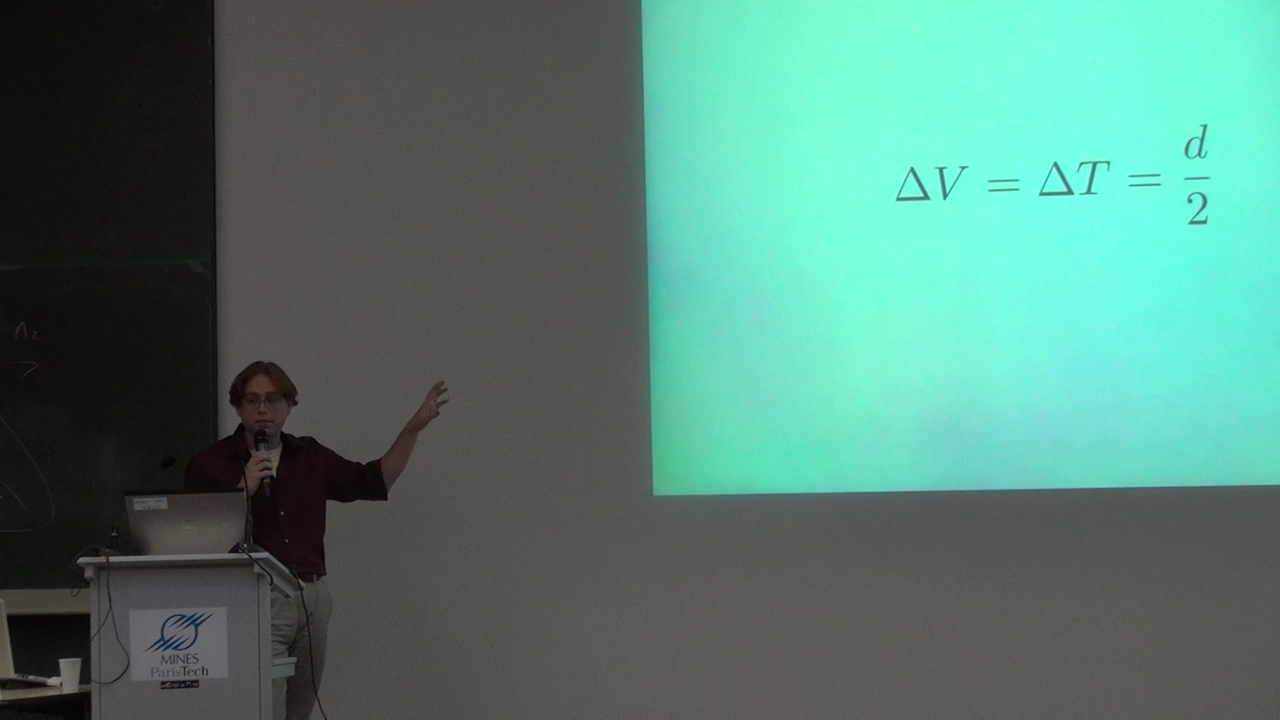 ΔV = ΔT = d/2
MINES
ParisTech